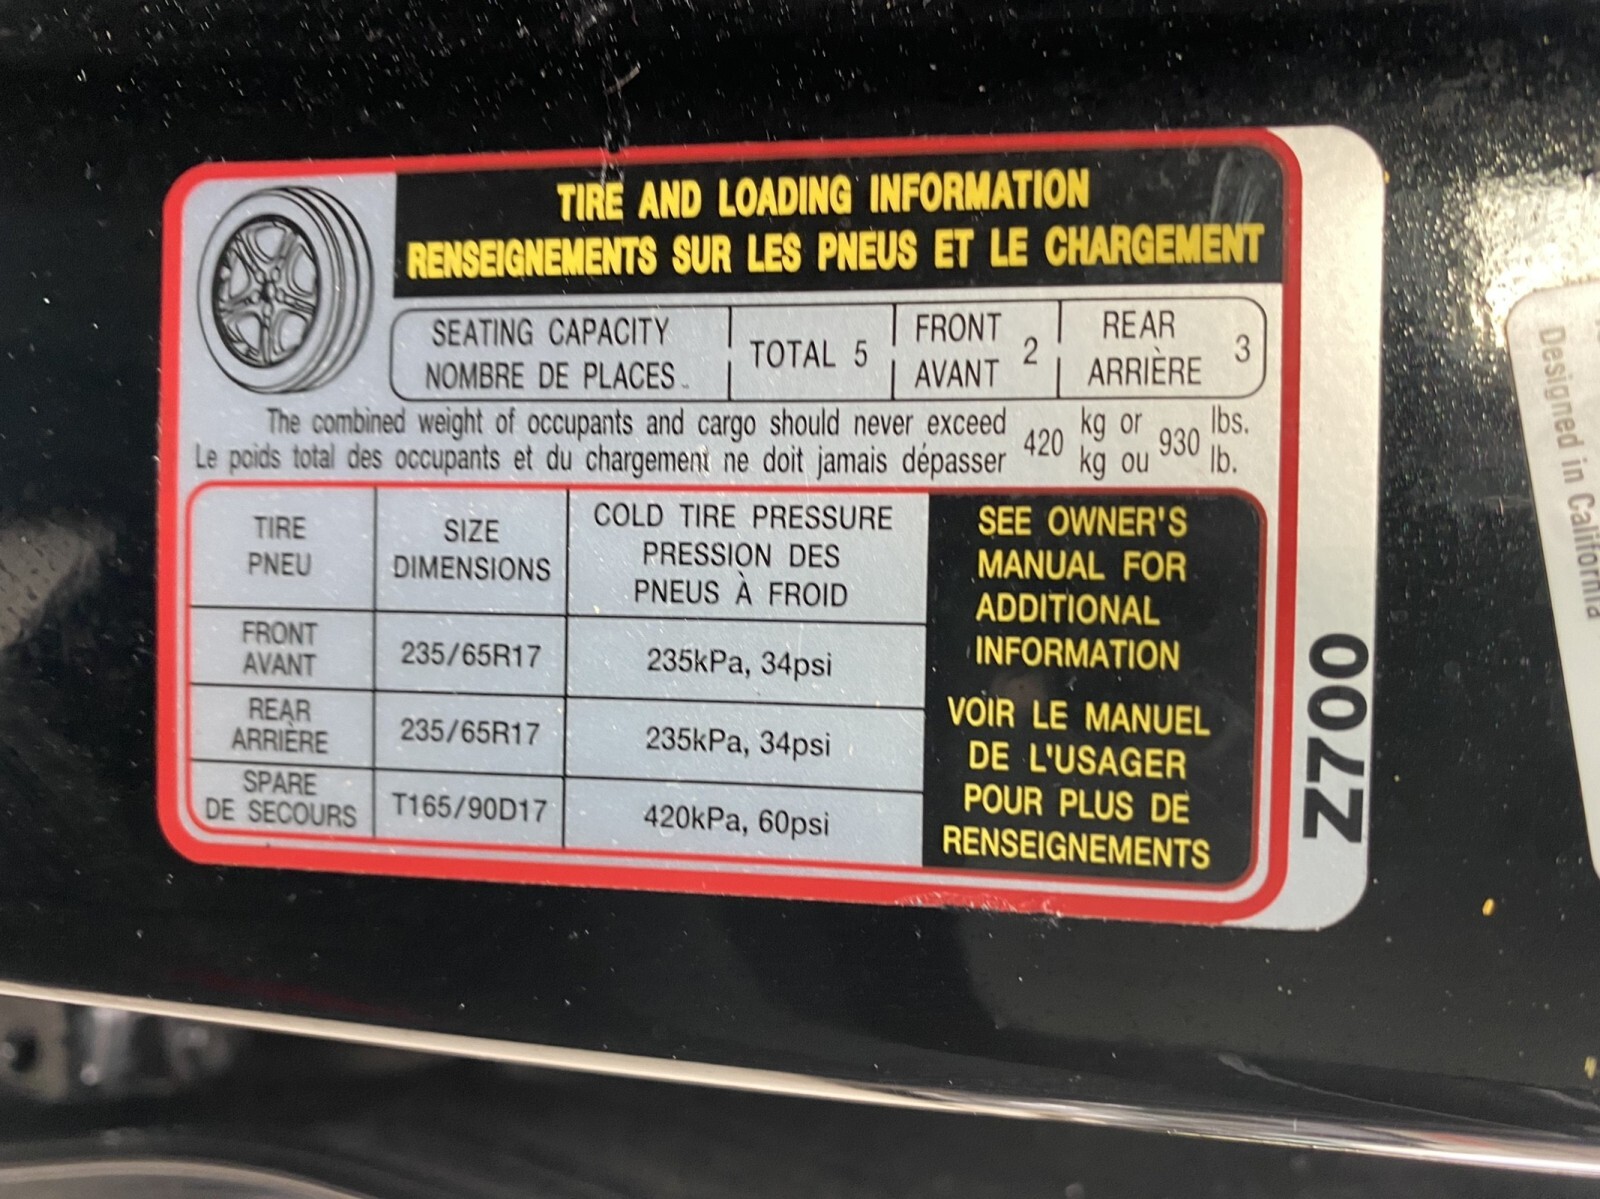 TIRE AND LOADING INFORMATION
RENSEIGNEMENTS SUR LES PNEUS ET LE CHARGEMENT
SEATING CAPACITY
NOMBRE DE PLACES
TOTAL 5
FRONT
AVANT
2
REAR
ARRIÈRE
3
The combined weight of occupants and cargo should never exceed 420 kg or 930 lbs.
Le poids total des occupants et du chargement ne doit jamais dépasser kg ou lb.
TIRE
PNEU
SIZE
DIMENSIONS
COLD TIRE PRESSURE
PRESSION DES
PNEUS À FROID
FRONT
AVANT
235/65R17
235kPa, 34psi
REAR
ARRIÈRE
235/65R17
235kPa, 34psi
SPARE
DE SECOURS
T165/90D17
420kPa, 60psi
SEE OWNER'S
MANUAL FOR
ADDITIONAL
INFORMATION
VOIR LE MANUEL
DE L'USAGER
POUR PLUS DE
RENSEIGNEMENTS
Z700
Designed in California